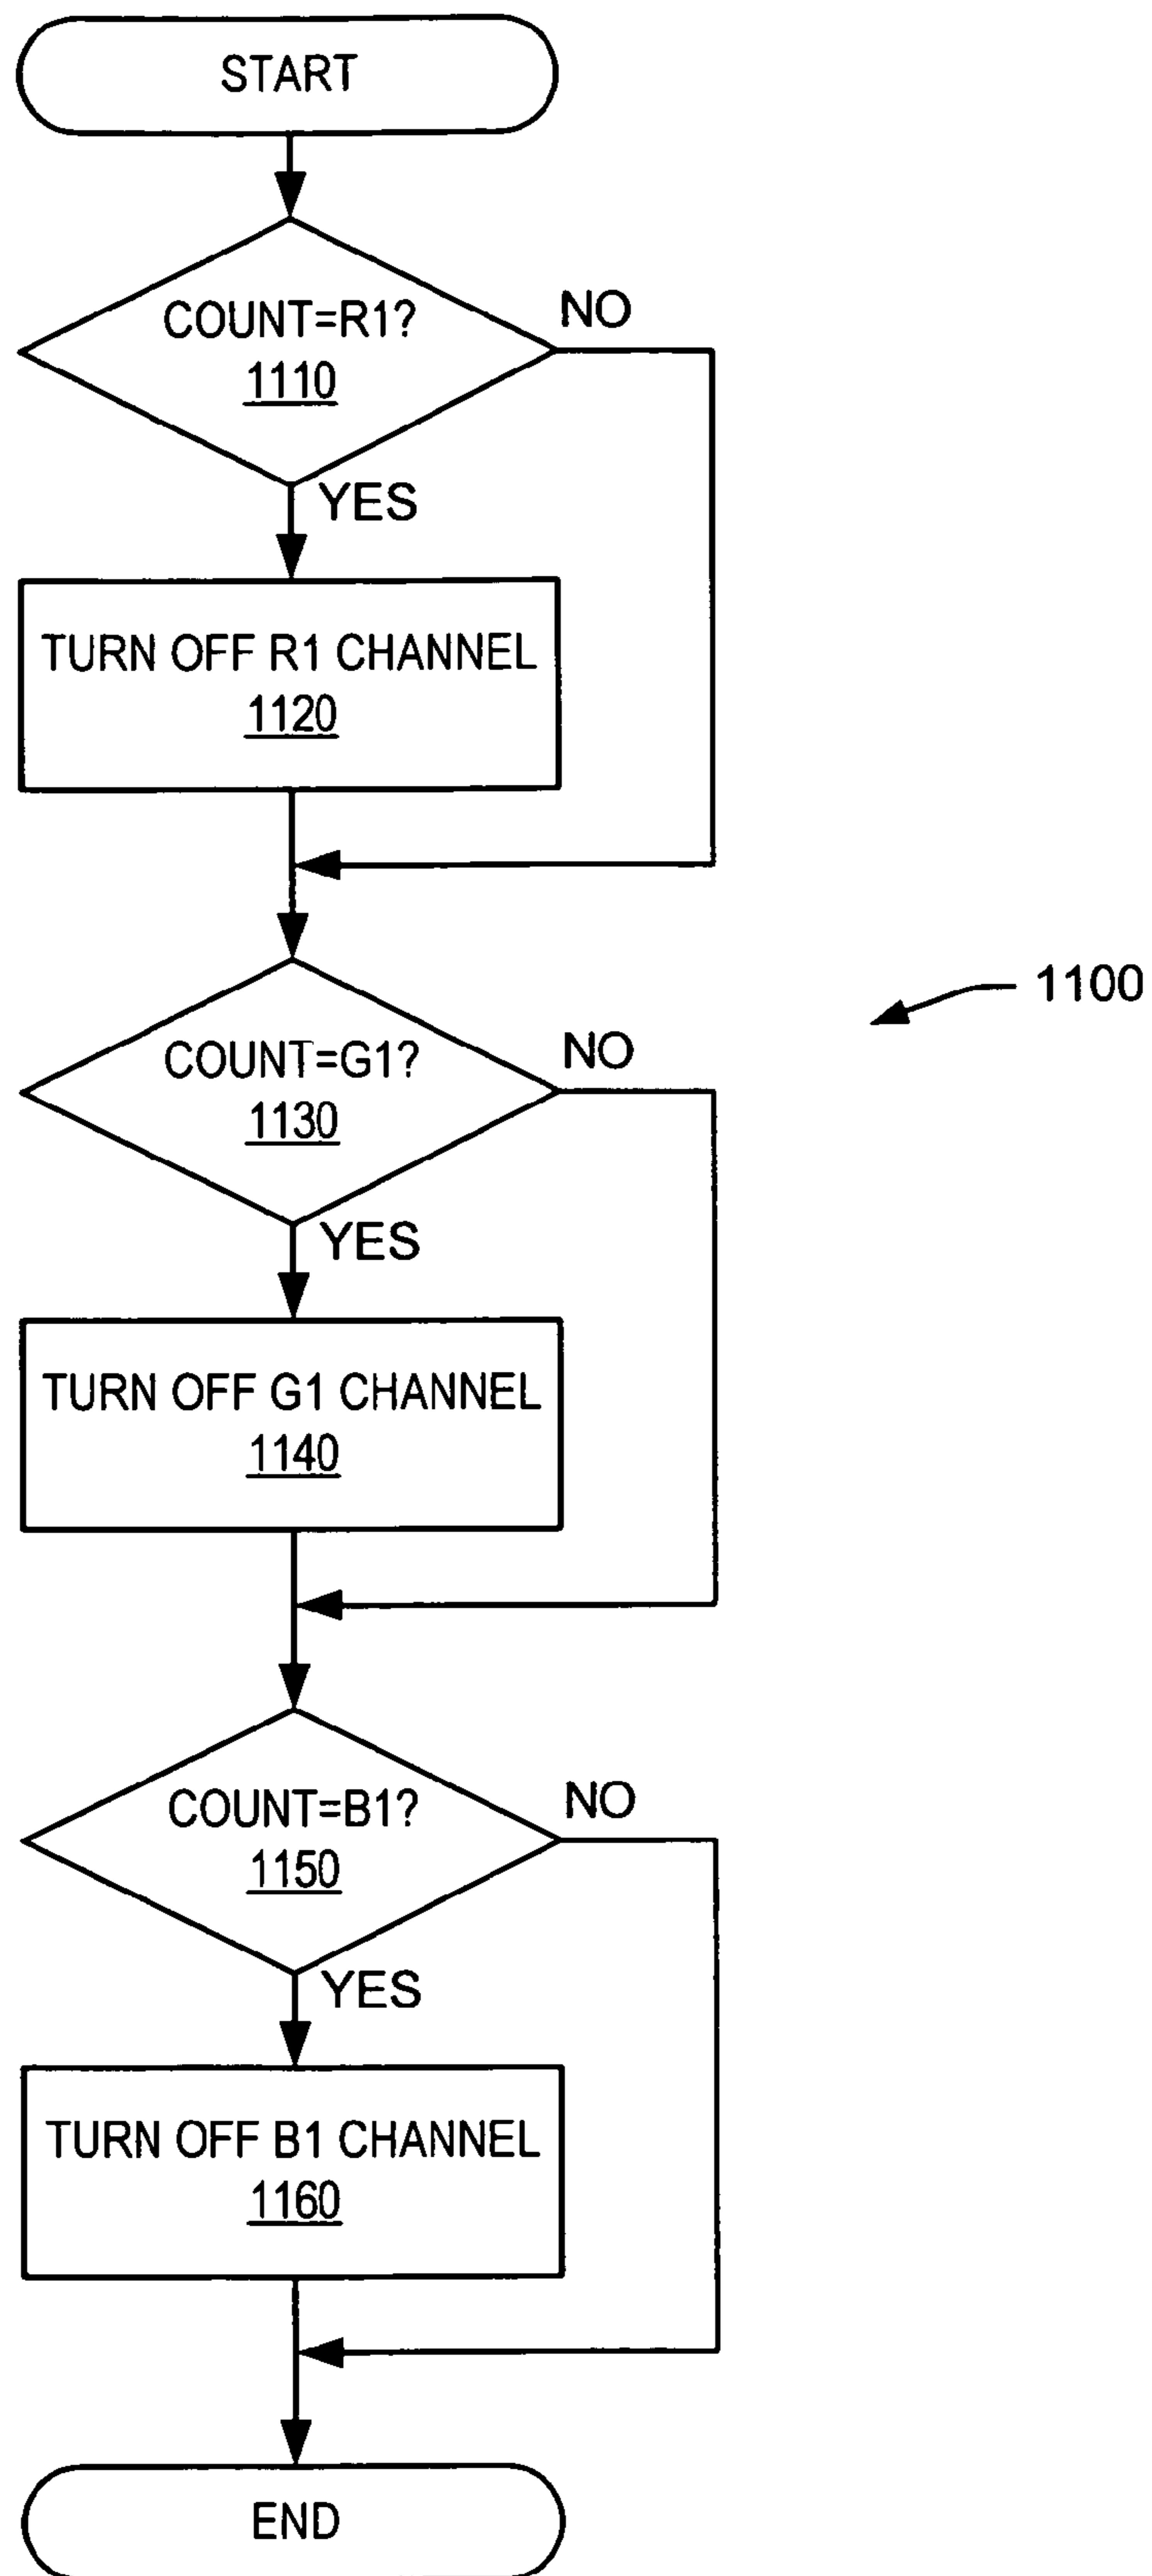 START
COUNT=R1?
NO
1110
YES
TURN OFF R1 CHANNEL
1120
1100
COUNT=G1?
NO
1130
YES
TURN OFF G1 CHANNEL
1140
COUNT=B1?
NO
1150
YES
TURN OFF B1 CHANNEL
1160
END